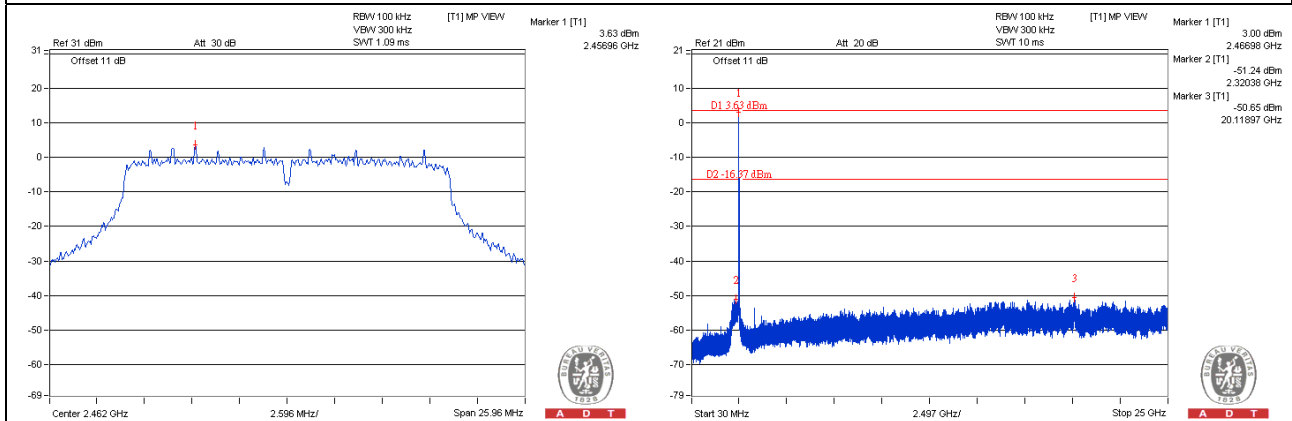 RBW 100 kHz [T1] MP VIEW
VBW 300 kHz
Ref 31 dBm Att 30 dB SWT 1.09 ms
Marker 1 [T1]
3.63 dBm
2.45696 GHz
31
Offset 11 dB
20
10
1
0
-10
-20
-30
-40
-50
-60
-69
Center 2.462 GHz 2.596 MHz/ Span 25.96 MHz
BUREAU VERITAS
1828
A D T
RBW 100 kHz [T1] MP VIEW
VBW 300 kHz
Ref 21 dBm Att 20 dB SWT 10 ms
Marker 1 [T1]
3.00 dBm
2.46698 GHz
Marker 2 [T1]
-51.24 dBm
2.32038 GHz
Marker 3 [T1]
-50.65 dBm
20.11897 GHz
21
Offset 11 dB
10
1
D1 3.63 dBm
0
-10
D2 -16.37 dBm
-20
-30
-40
2
3
-50
-60
-70
-79
Start 30 MHz 2.497 GHz/ Stop 25 GHz
BUREAU VERITAS
1828
A D T